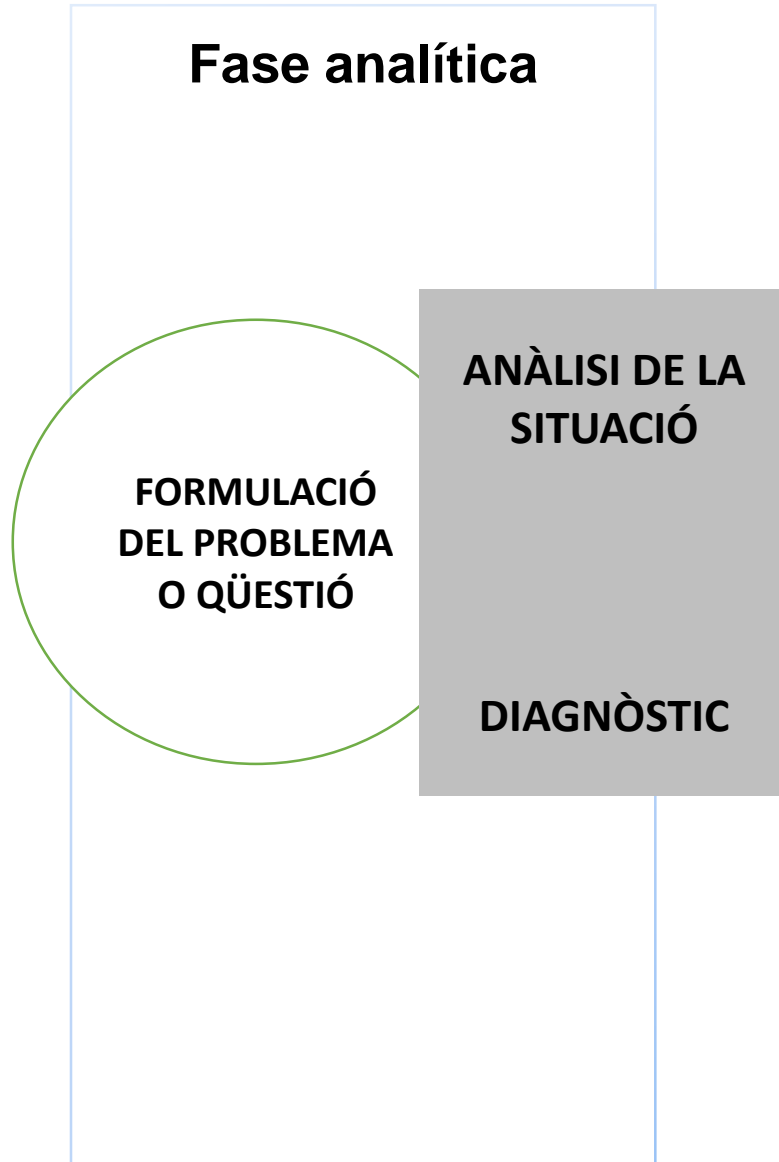 Fase analítica
FORMULACIÓ
DEL PROBLEMA
O QÜESTIÓ
ANÀLISI DE LA
SITUACIÓ
DIAGNÒSTIC